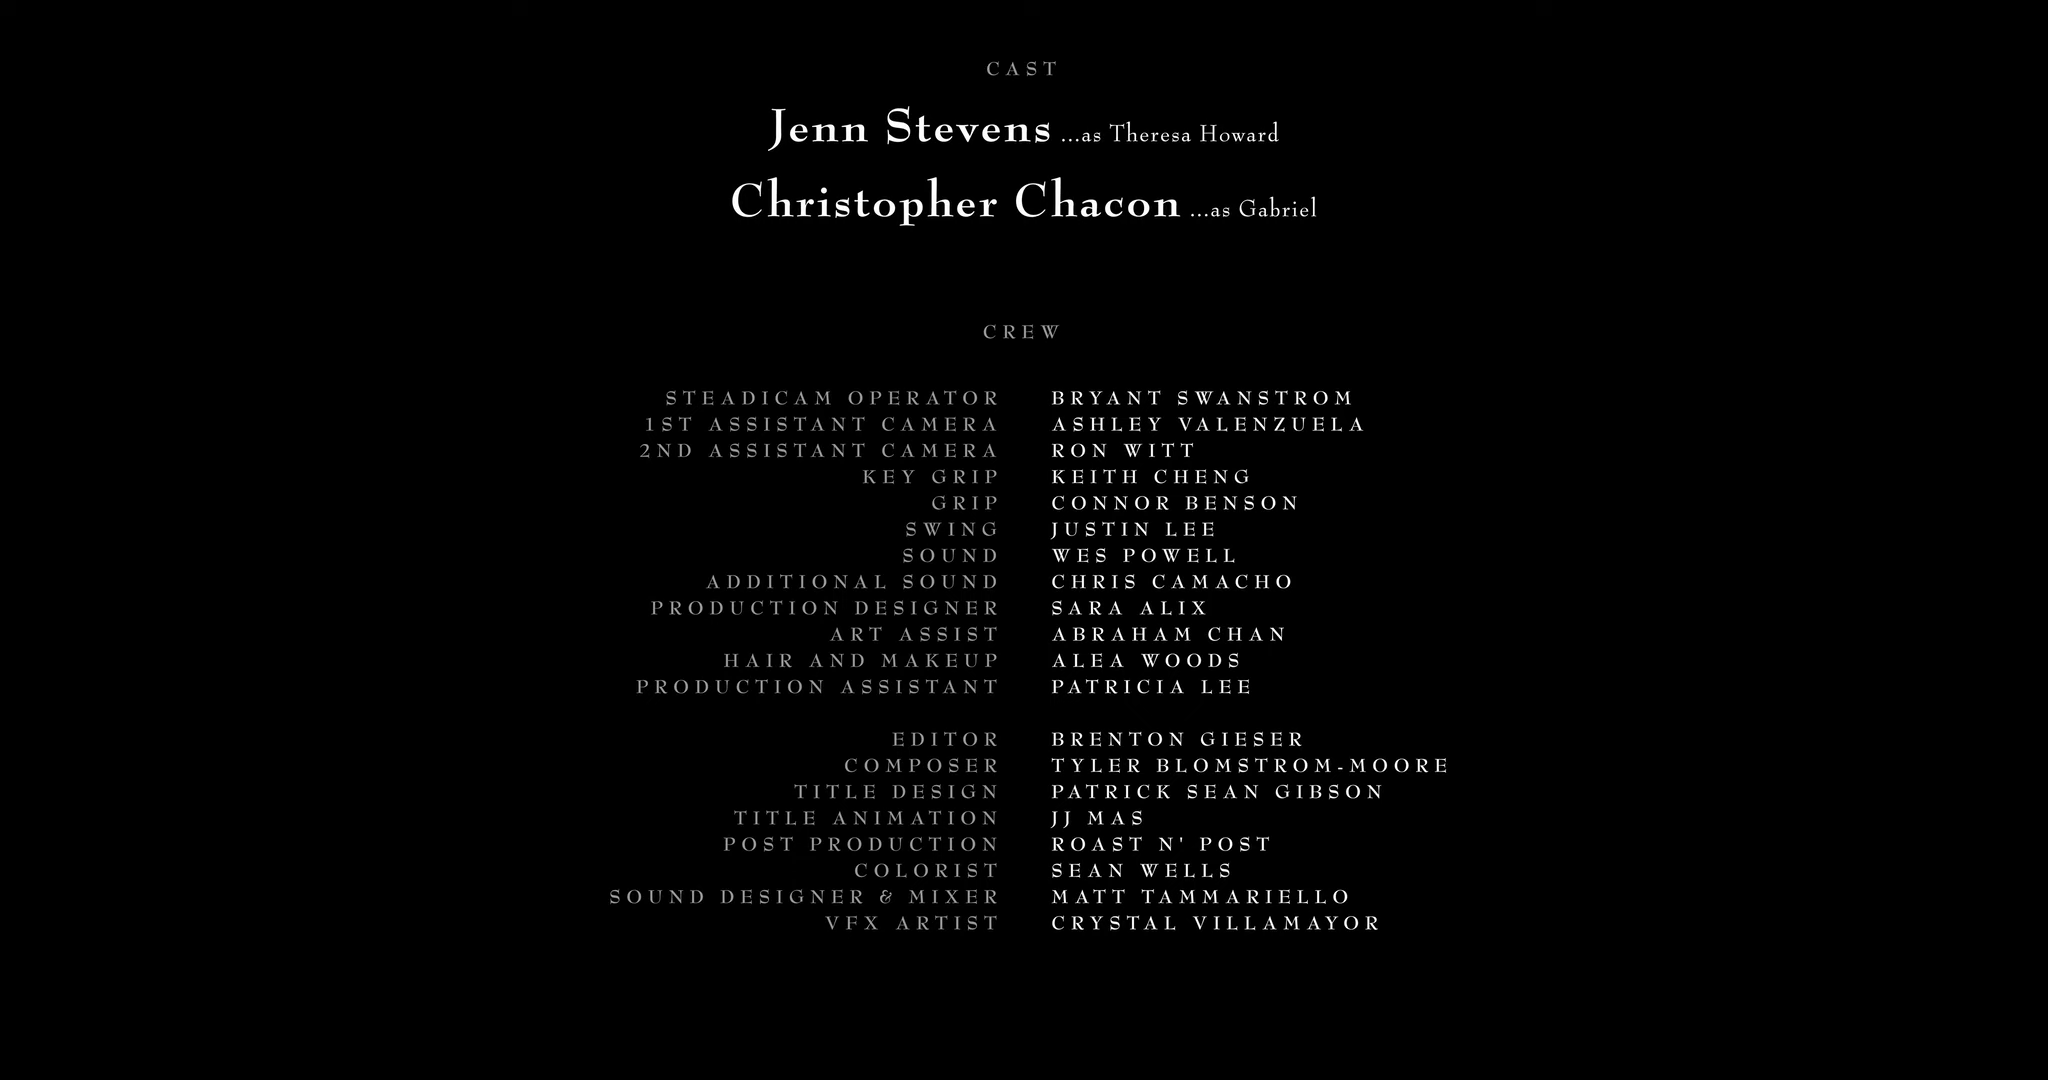 CAST
Jenn Stevens ...as Theresa Howard
Christopher Chacon ...as Gabriel
CREW
STEADICAM OPERATOR BRYANT SWANSTROM
1ST ASSISTANT CAMERA ASHLEY VALENZUELA
2ND ASSISTANT CAMERA RON WITT
KEY GRIP KEITH CHENG
GRIP CONNOR BENSON
SWING JUSTIN LEE
SOUND WES POWELL
ADDITIONAL SOUND CHRIS CAMACHO
PRODUCTION DESIGNER SARA ALIX
ART ASSIST ABRAHAM CHAN
HAIR AND MAKEUP ALEA WOODS
PRODUCTION ASSISTANT PATRICIA LEE
EDITOR BRENTON GIESER
COMPOSER TYLER BLOMSTROM-MOORE
TITLE DESIGN PATRICK SEAN GIBSON
TITLE ANIMATION JJ MAS
POST PRODUCTION ROAST N' POST
COLORIST SEAN WELLS
SOUND DESIGNER & MIXER MATT TAMMARIELLO
VFX ARTIST CRYSTAL VILLAMAYOR